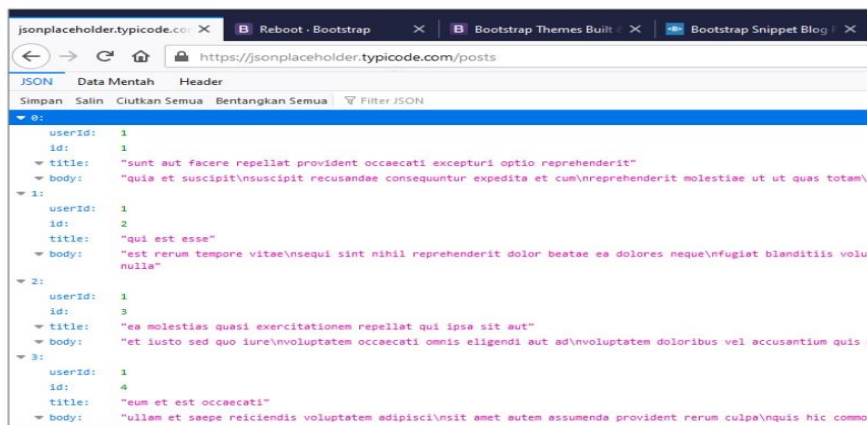 jsonplaceholder.typicode.co
Reboot · Bootstrap
Bootstrap Themes Built
Bootstrap Snippet Blog
https://jsonplaceholder.typicode.com/posts
JSON Data Mentah Header
Simpan Salin Ciutkan Semua Bentangkan Semua Filter JSON
0:
userId: 1
id: 1
title: "sunt aut facere repellat provident occaecati excepturi optio reprehenderit"
body: "quia et suscipit\nsuscipit recusandae consequuntur expedita et cum\nreprehenderit molestiae ut ut quas totam\
1:
userId: 1
id: 2
title: "qui est esse"
body: "est rerum tempore vitae\nsequi sint nihil reprehenderit dolor beatae ea dolores neque\nfugiat blanditiis volu
nulla"
2:
userId: 1
id: 3
title: "ea molestias quasi exercitationem repellat qui ipsa sit aut"
body: "et iusto sed quo iure\nvoluptatem occaecati omnis eligendi aut ad\nvoluptatem doloribus vel accusantium quis
3:
userId: 1
id: 4
title: "eum et est occaecati"
body: "ullam et saepe reiciendis voluptatem adipisci\nsit amet autem assumenda provident rerum culpa\nquis hic commo